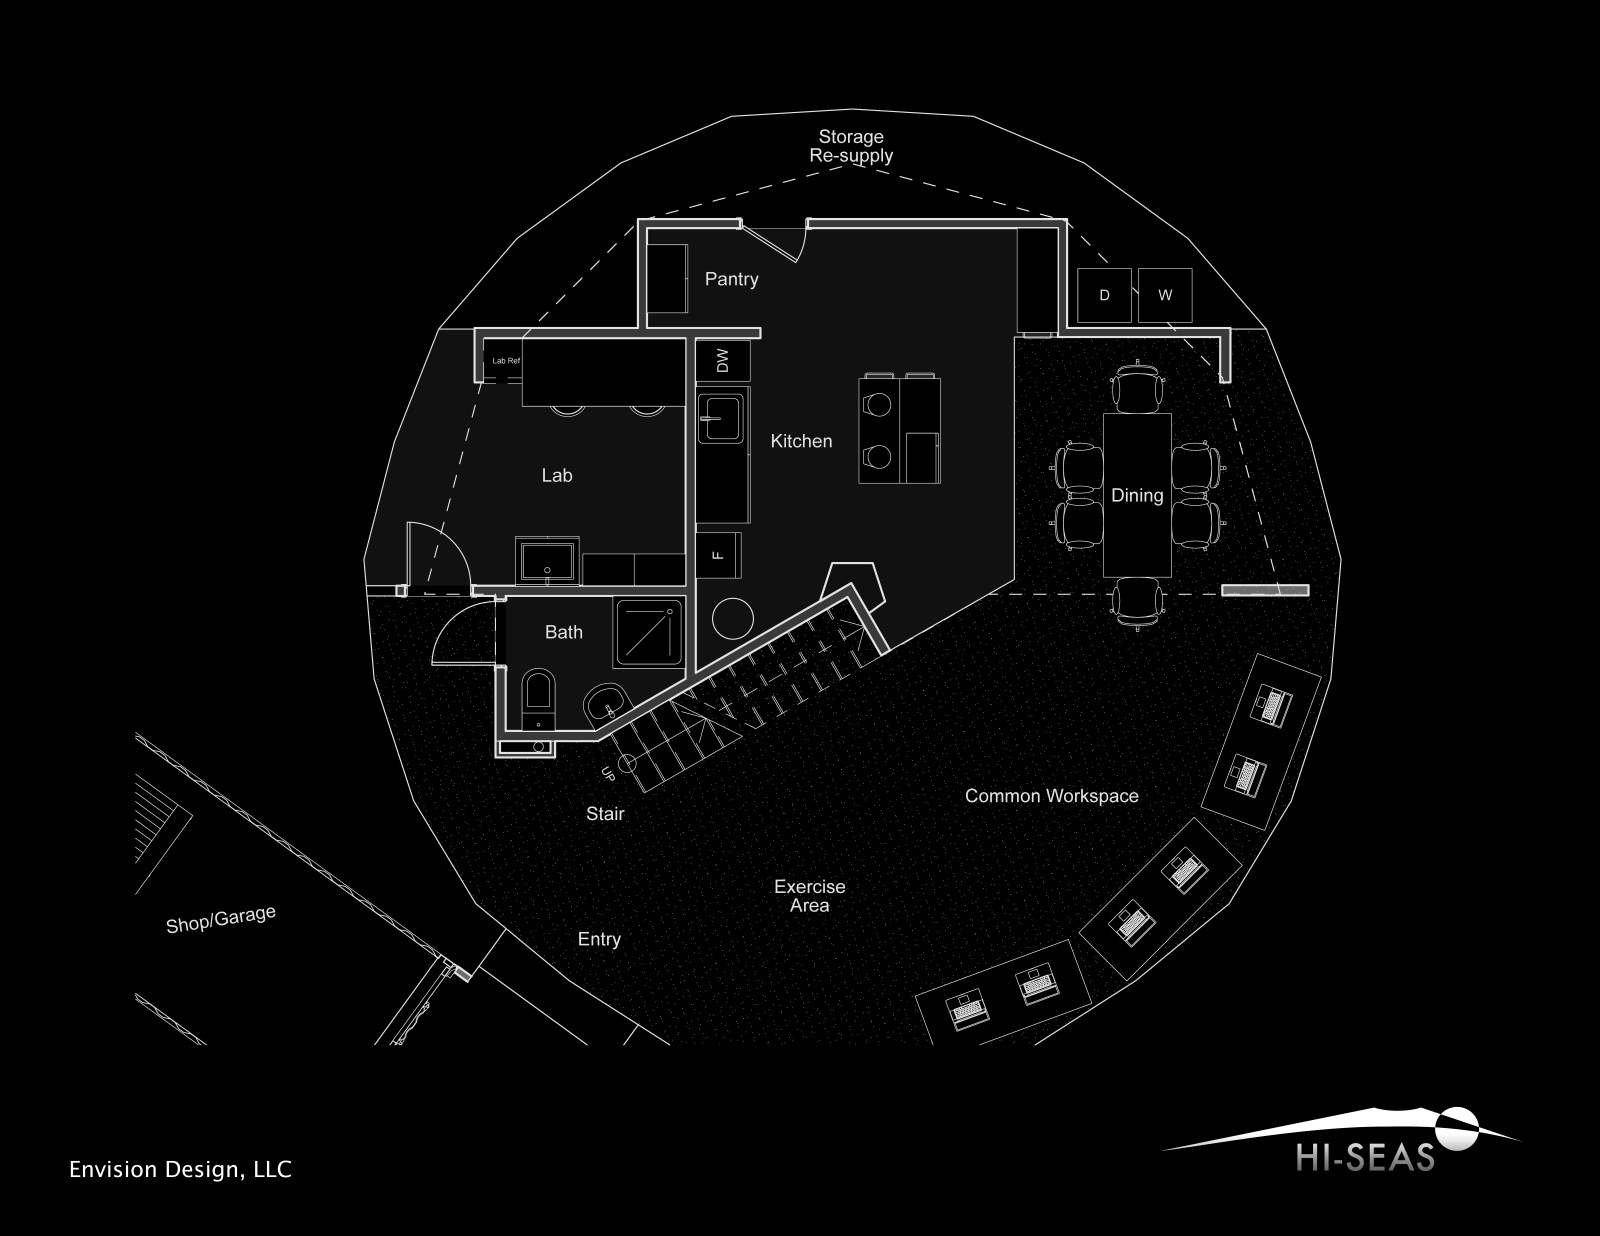 Storage
Re-supply
Pantry
D
W
Lab Ref
DW
Kitchen
Lab
Dining
F
Bath
UP
Stair
Common Workspace
Exercise
Area
Shop/Garage
Entry
HI-SEAS
Envision Design, LLC